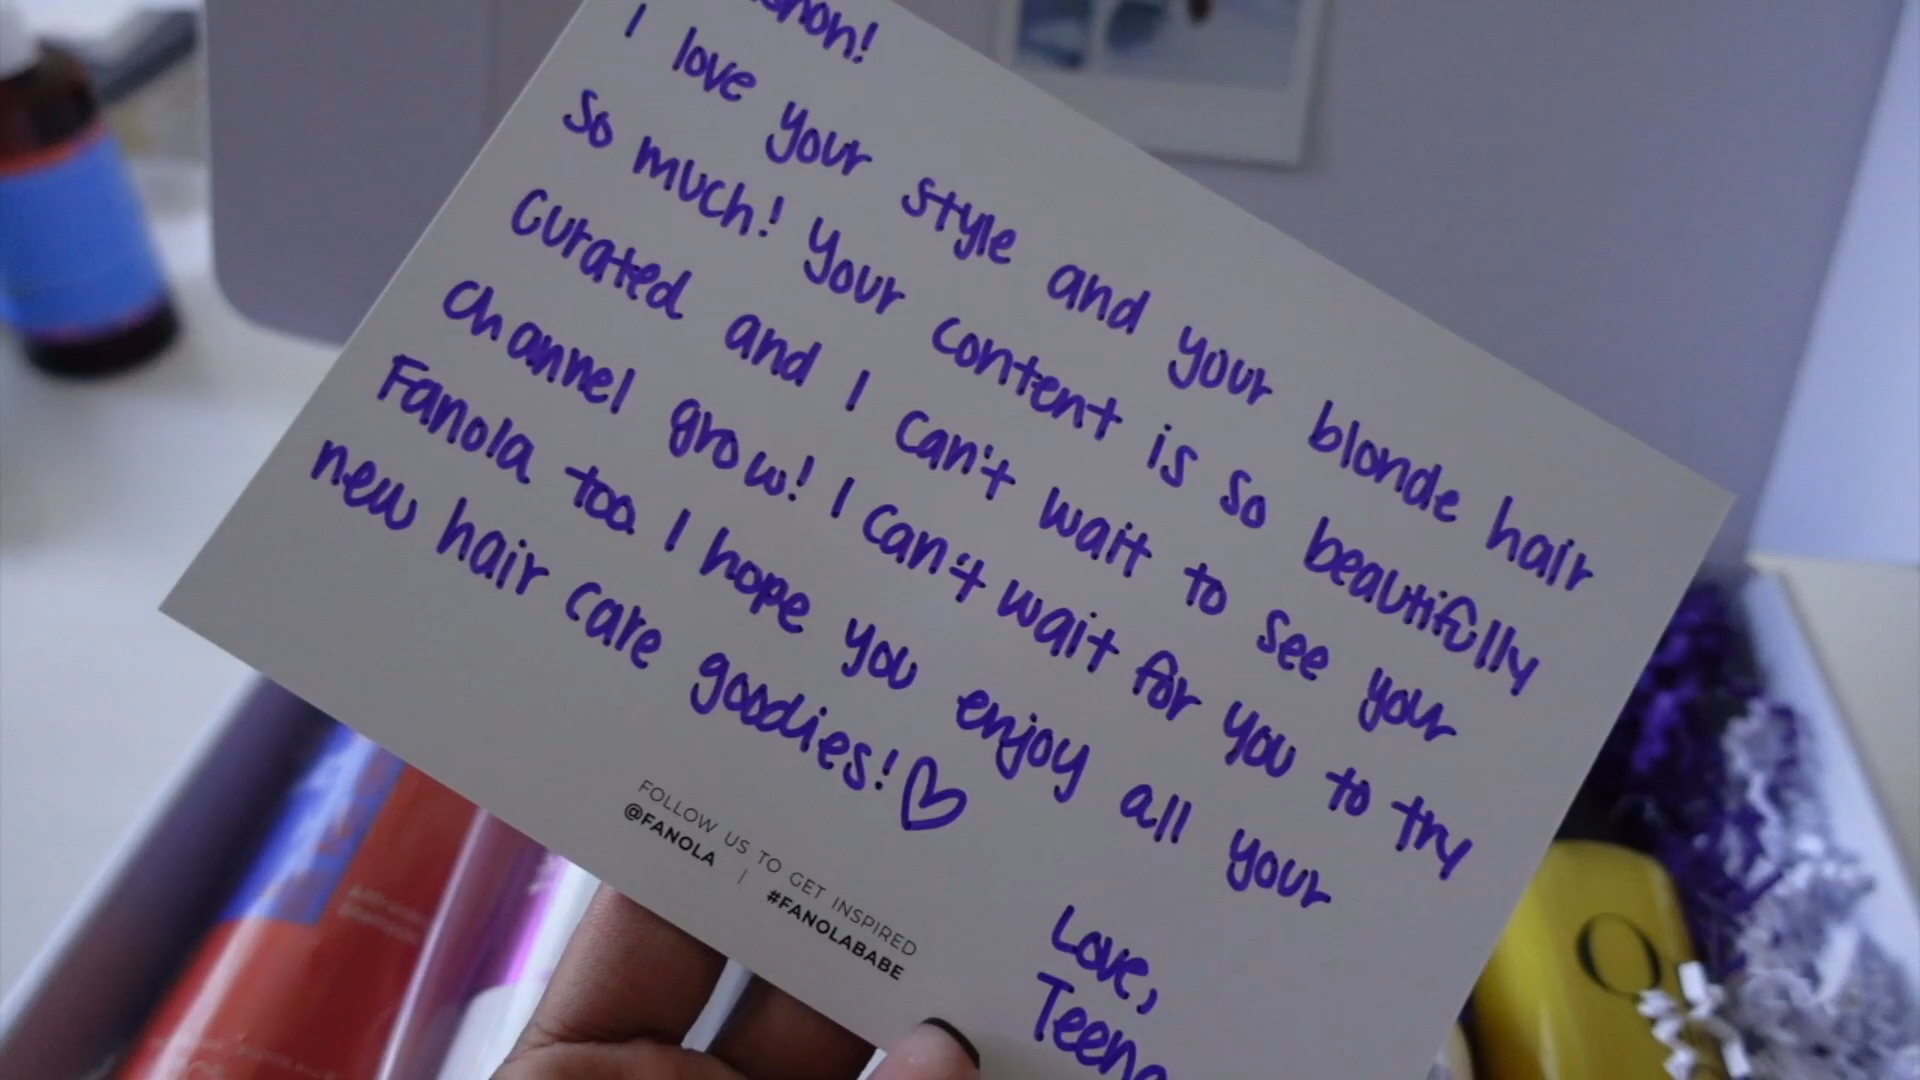 I love your style and your blonde hair
so much! Your content is so beautifully
curated and I can't wait to see your
channel grow! I can't wait for you to try
Fanola too. I hope you enjoy all your
new hair care goodies!
Love,
FOLLOW US TO GET INSPIRED
@FANOLA | #FANOLABABE
O